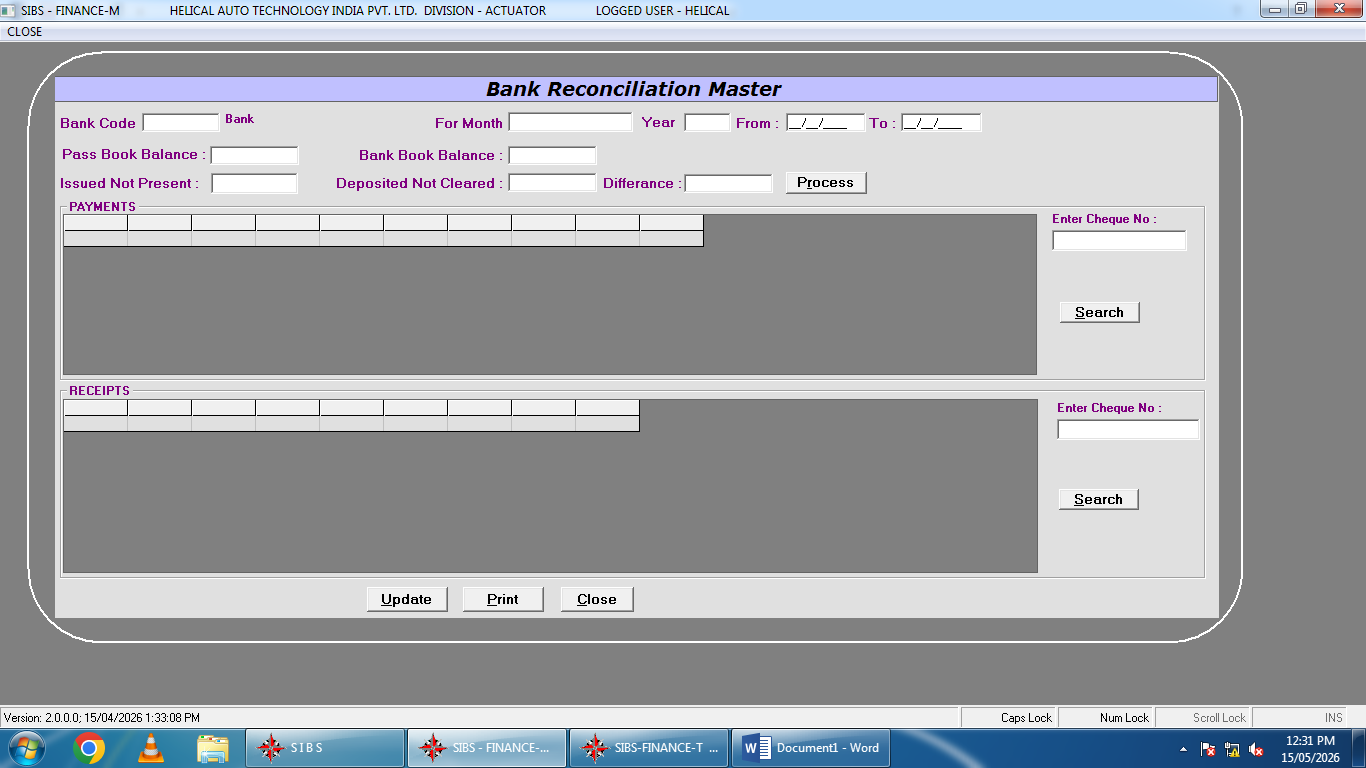 SIBS - FINANCE-M HELICAL AUTO TECHNOLOGY INDIA PVT. LTD. DIVISION - ACTUATOR LOGGED USER - HELICAL
CLOSE
Bank Reconciliation Master
Bank Code Bank For Month Year From : __/__/____ To : __/__/____
Pass Book Balance : Bank Book Balance :
Issued Not Present : Deposited Not Cleared : Differance : Process
PAYMENTS
Enter Cheque No :
Search
RECEIPTS
Enter Cheque No :
Search
Update Print Close
Version: 2.0.0.0; 15/04/2026 1:33:08 PM Caps Lock Num Lock Scroll Lock INS
S I B S SIBS - FINANCE-... SIBS-FINANCE-T ... Document1 - Word 12:31 PM
15/05/2026